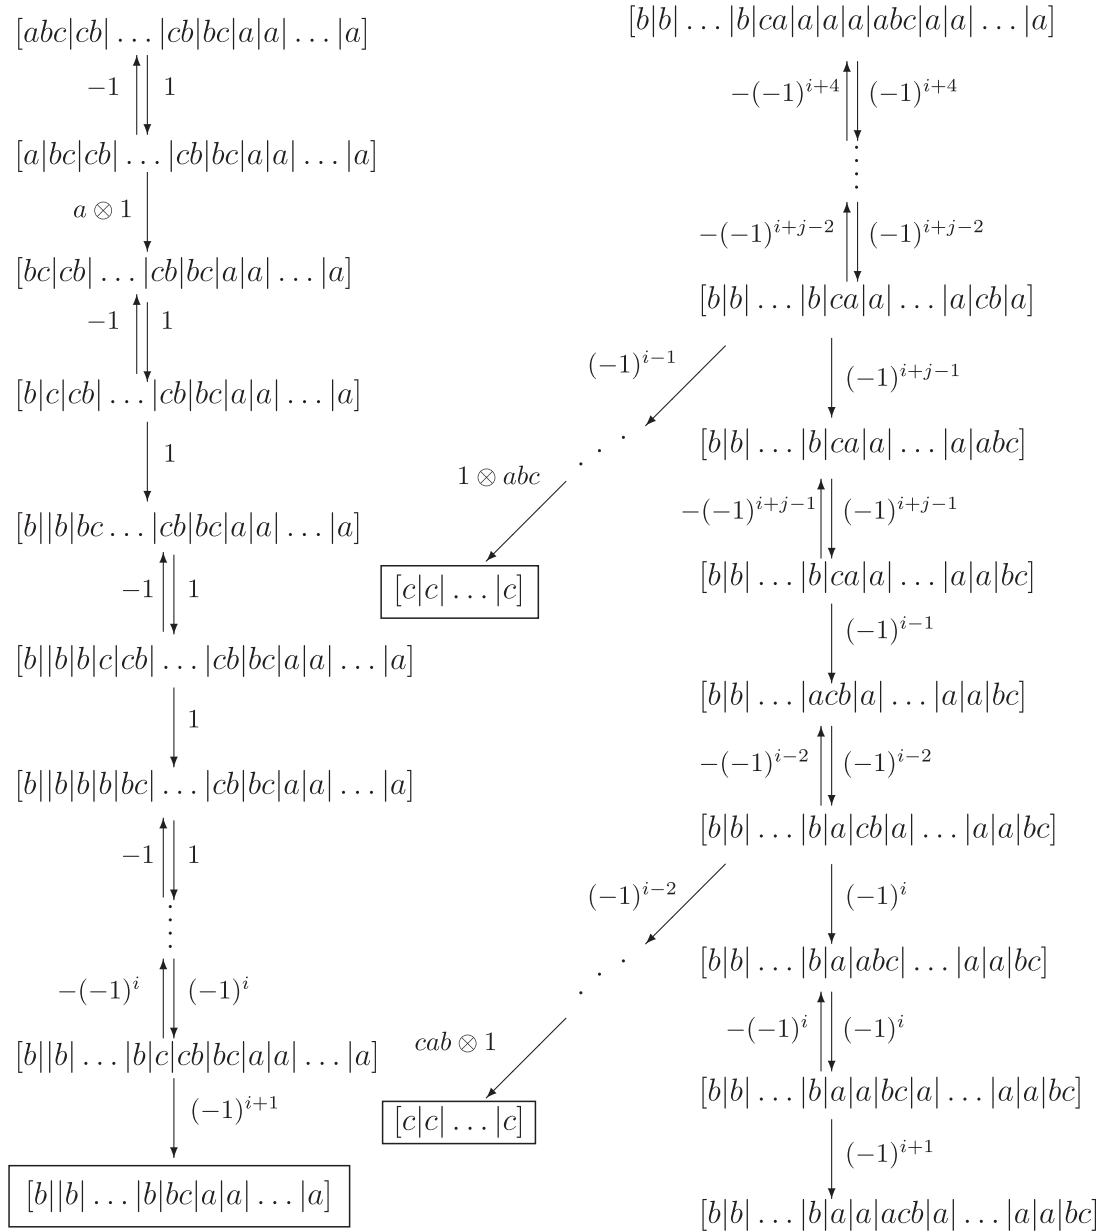 [abc|cb| . . . |cb|bc|a|a| . . . |a]
−1 1
[a|bc|cb| . . . |cb|bc|a|a| . . . |a]
a ⊗ 1
[bc|cb| . . . |cb|bc|a|a| . . . |a]
−1 1
[b|c|cb| . . . |cb|bc|a|a| . . . |a]
1
[b||b|bc . . . |cb|bc|a|a| . . . |a]
−1 1
[b||b|b|c|cb| . . . |cb|bc|a|a| . . . |a]
1
[b||b|b|b|bc| . . . |cb|bc|a|a| . . . |a]
−1 1
−(−1)^i (−1)^i
[b||b| . . . |b|c|cb|bc|a|a| . . . |a]
(−1)^{i+1}
[b||b| . . . |b|bc|a|a| . . . |a]
[b|b| . . . |b|ca|a|a|a|abc|a|a| . . . |a]
−(−1)^{i+4} (−1)^{i+4}
−(−1)^{i+j−2} (−1)^{i+j−2}
[b|b| . . . |b|ca|a| . . . |a|cb|a]
(−1)^{i−1} (−1)^{i+j−1}
[b|b| . . . |b|ca|a| . . . |a|abc]
1 ⊗ abc
−(−1)^{i+j−1} (−1)^{i+j−1}
[c|c| . . . |c]
[b|b| . . . |b|ca|a| . . . |a|a|bc]
(−1)^{i−1}
[b|b| . . . |acb|a| . . . |a|a|bc]
−(−1)^{i−2} (−1)^{i−2}
[b|b| . . . |b|a|cb|a| . . . |a|a|bc]
(−1)^{i−2} (−1)^i
[b|b| . . . |b|a|abc| . . . |a|a|bc]
cab ⊗ 1
−(−1)^i (−1)^i
[c|c| . . . |c]
[b|b| . . . |b|a|a|bc|a| . . . |a|a|bc]
(−1)^{i+1}
[b|b| . . . |b|a|a|acb|a| . . . |a|a|bc]